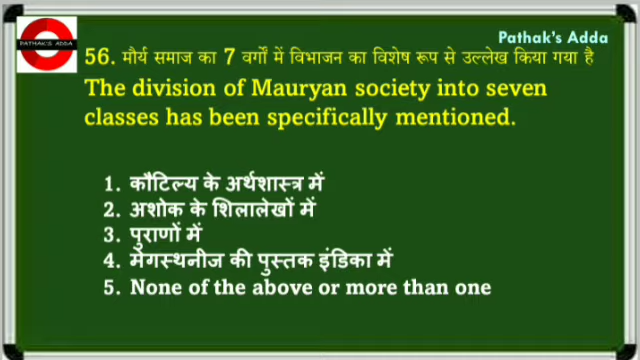 Pathak's Adda
PATHAK'S ADDA
56. मौर्य समाज का 7 वर्गों में विभाजन का विशेष रूप से उल्लेख किया गया है
The division of Mauryan society into seven
classes has been specifically mentioned.
1. कौटिल्य के अर्थशास्त्र में
2. अशोक के शिलालेखों में
3. पुराणों में
4. मेगस्थनीज की पुस्तक इंडिका में
5. None of the above or more than one